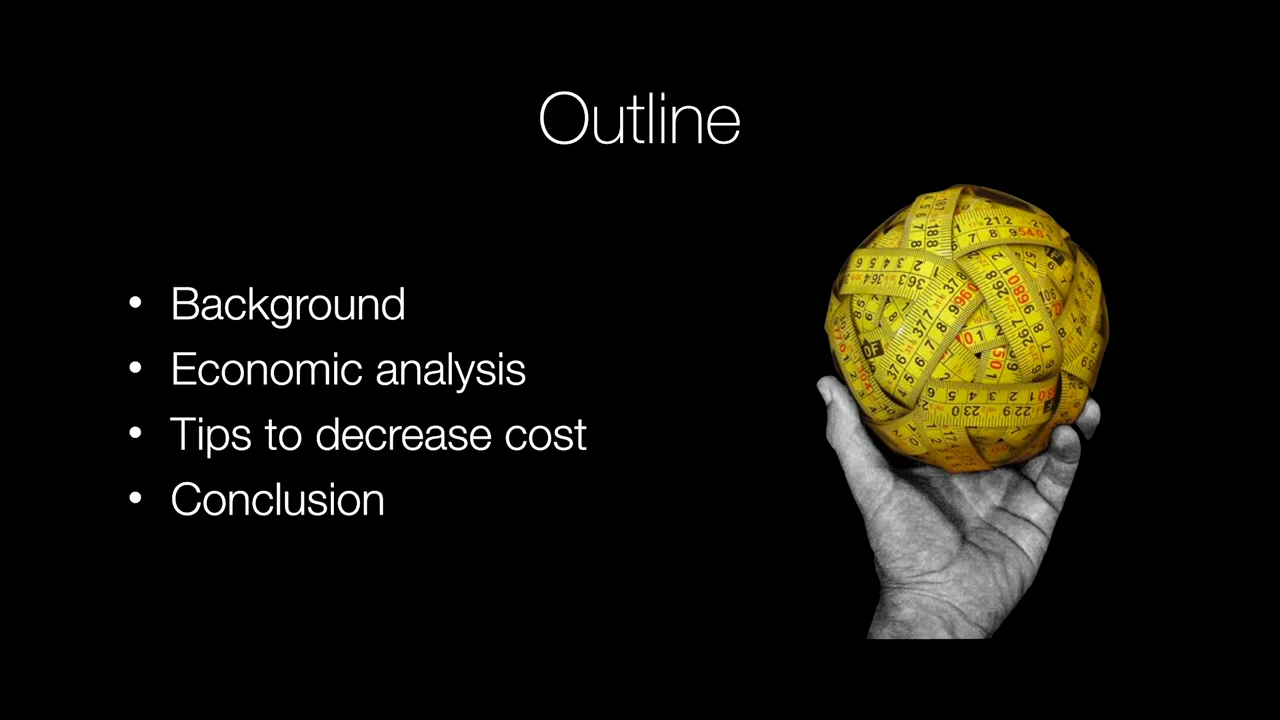 Outline
• Background
• Economic analysis
• Tips to decrease cost
• Conclusion